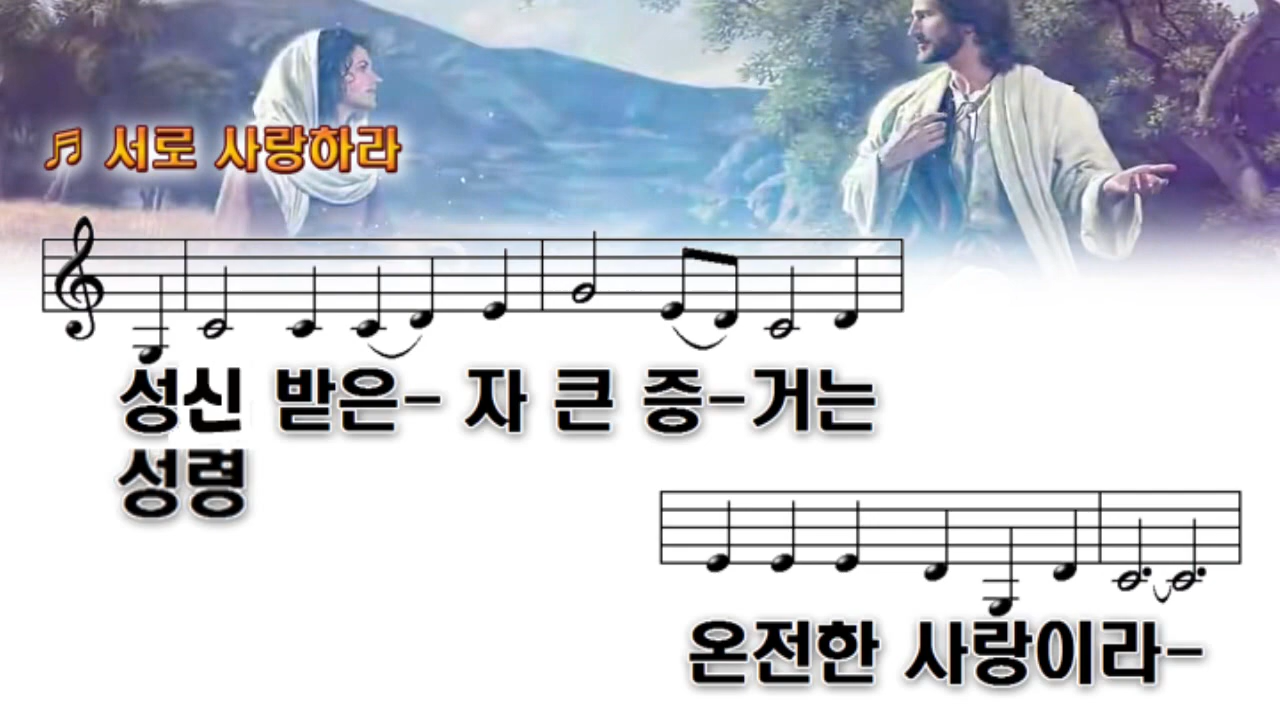 ♬ 서로 사랑하라
성신 받은- 자 큰 증-거는
성령
온전한 사랑이라-